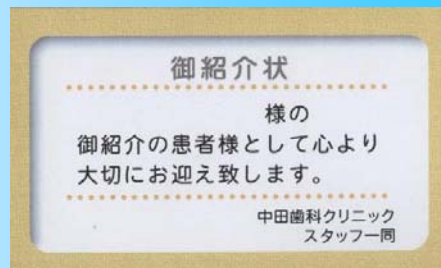 御紹介状
様の
御紹介の患者様として心より
大切にお迎え致します。
中田歯科クリニック
スタッフ一同